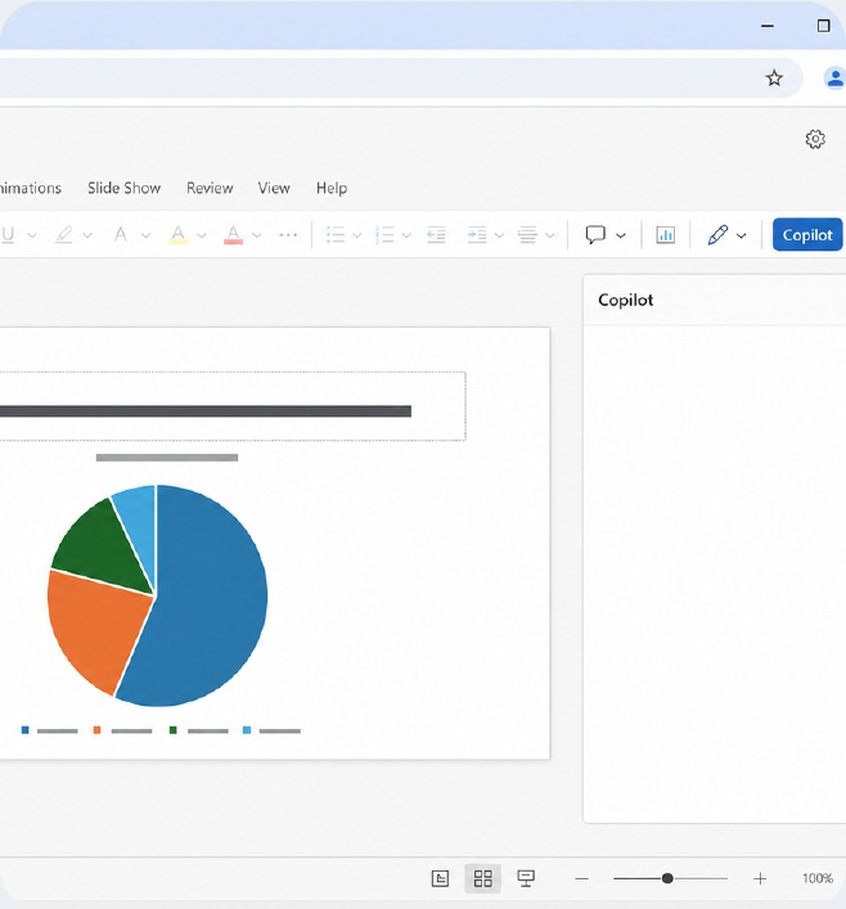 nimations Slide Show Review View Help
U A A A Copilot
Copilot
100%